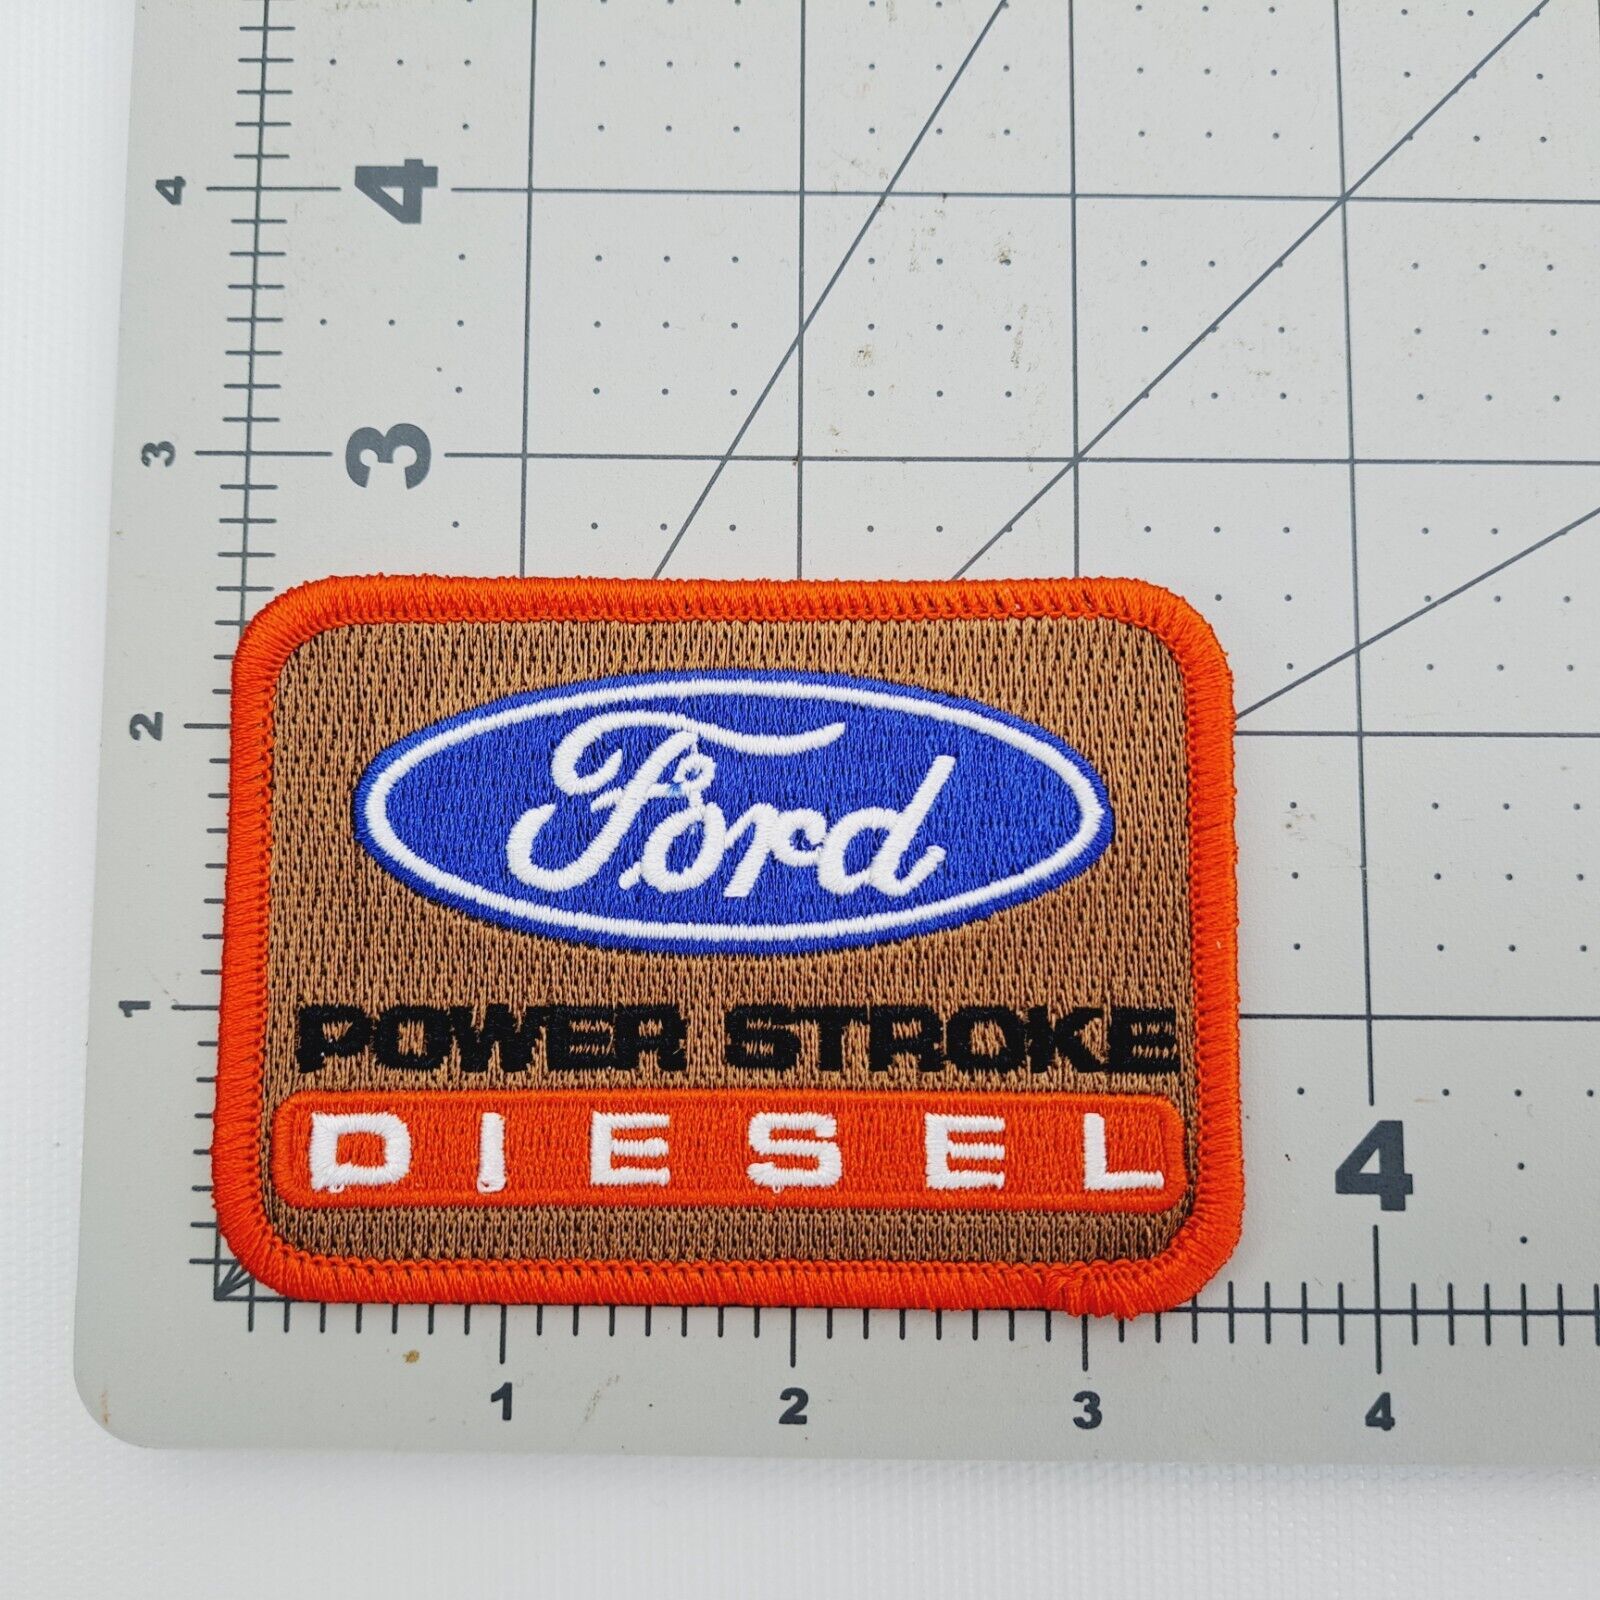 4 4
3 3
2
Ford
1
POWER STROKE
DIESEL
4
1 2 3 4